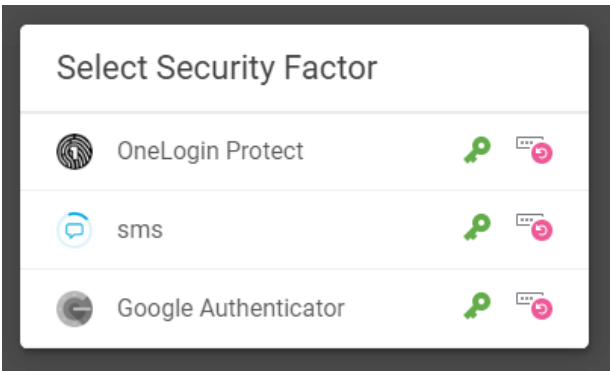 Select Security Factor
OneLogin Protect
sms
Google Authenticator